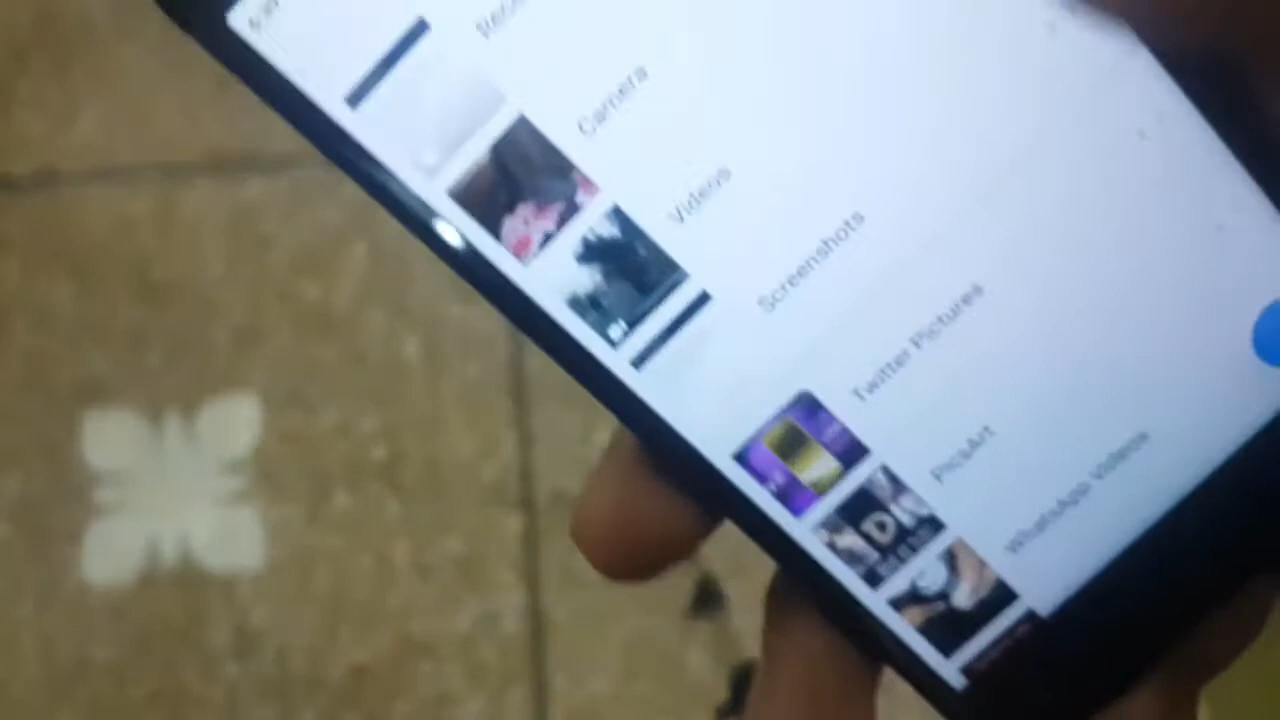 Camera
Videos
Screenshots
Twitter Pictures
PicsArt
WhatsApp Videos